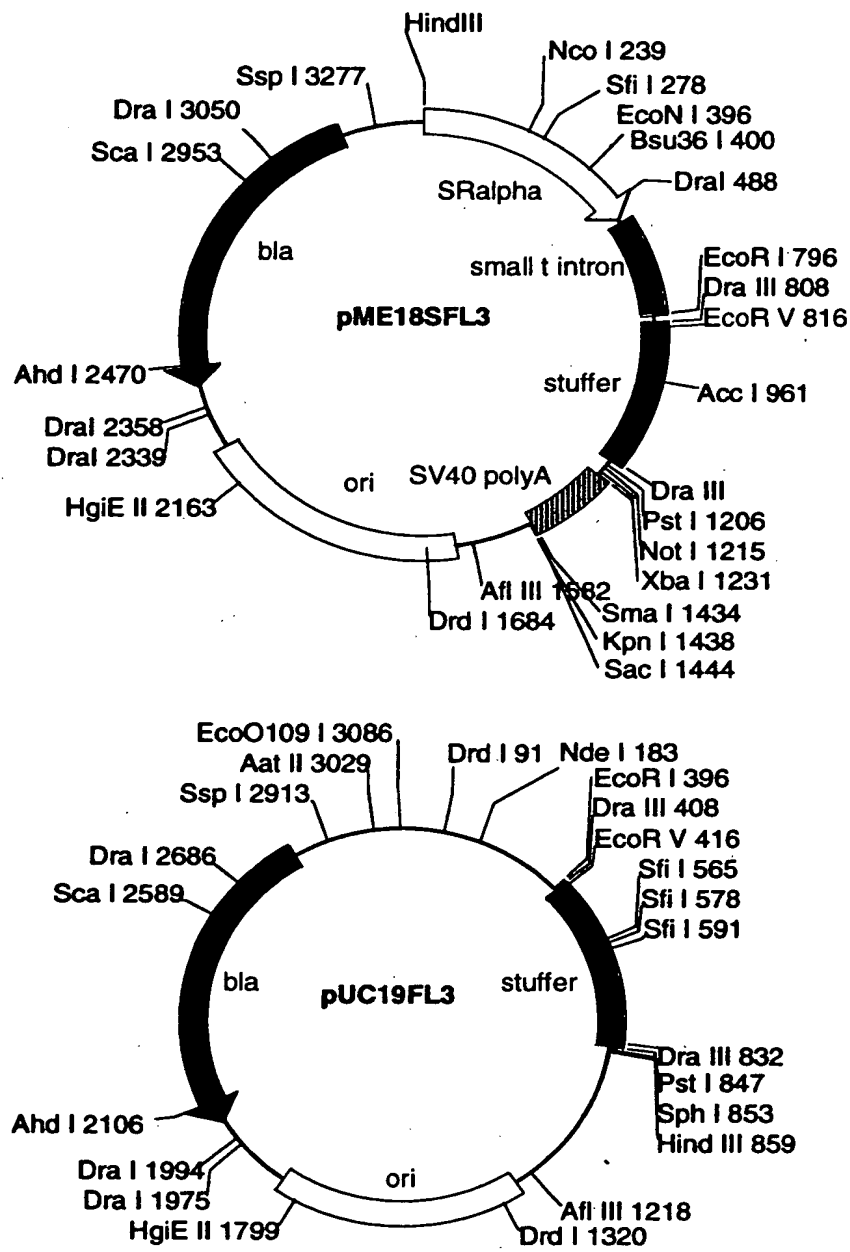 HindIII
Nco I 239
Ssp I 3277
Sfi I 278
Dra I 3050
EcoN I 396
Sca I 2953
Bsu36 I 400
DraI 488
SRalpha
bla
small t intron
EcoR I 796
Dra III 808
pME18SFL3
EcoR V 816
Ahd I 2470
stuffer
Acc I 961
DraI 2358
DraI 2339
ori
SV40 polyA
Dra III
HgiE II 2163
Pst I 1206
Not I 1215
Xba I 1231
Afl III 1582
Sma I 1434
Drd I 1684
Kpn I 1438
Sac I 1444
EcoO109 I 3086
Drd I 91
Nde I 183
Aat II 3029
EcoR I 396
Ssp I 2913
Dra III 408
EcoR V 416
Dra I 2686
Sfi I 565
Sca I 2589
Sfi I 578
Sfi I 591
bla
pUC19FL3
stuffer
Dra III 832
Pst I 847
Ahd I 2106
Sph I 853
Hind III 859
Dra I 1994
ori
Dra I 1975
Afl III 1218
HgiE II 1799
Drd I 1320